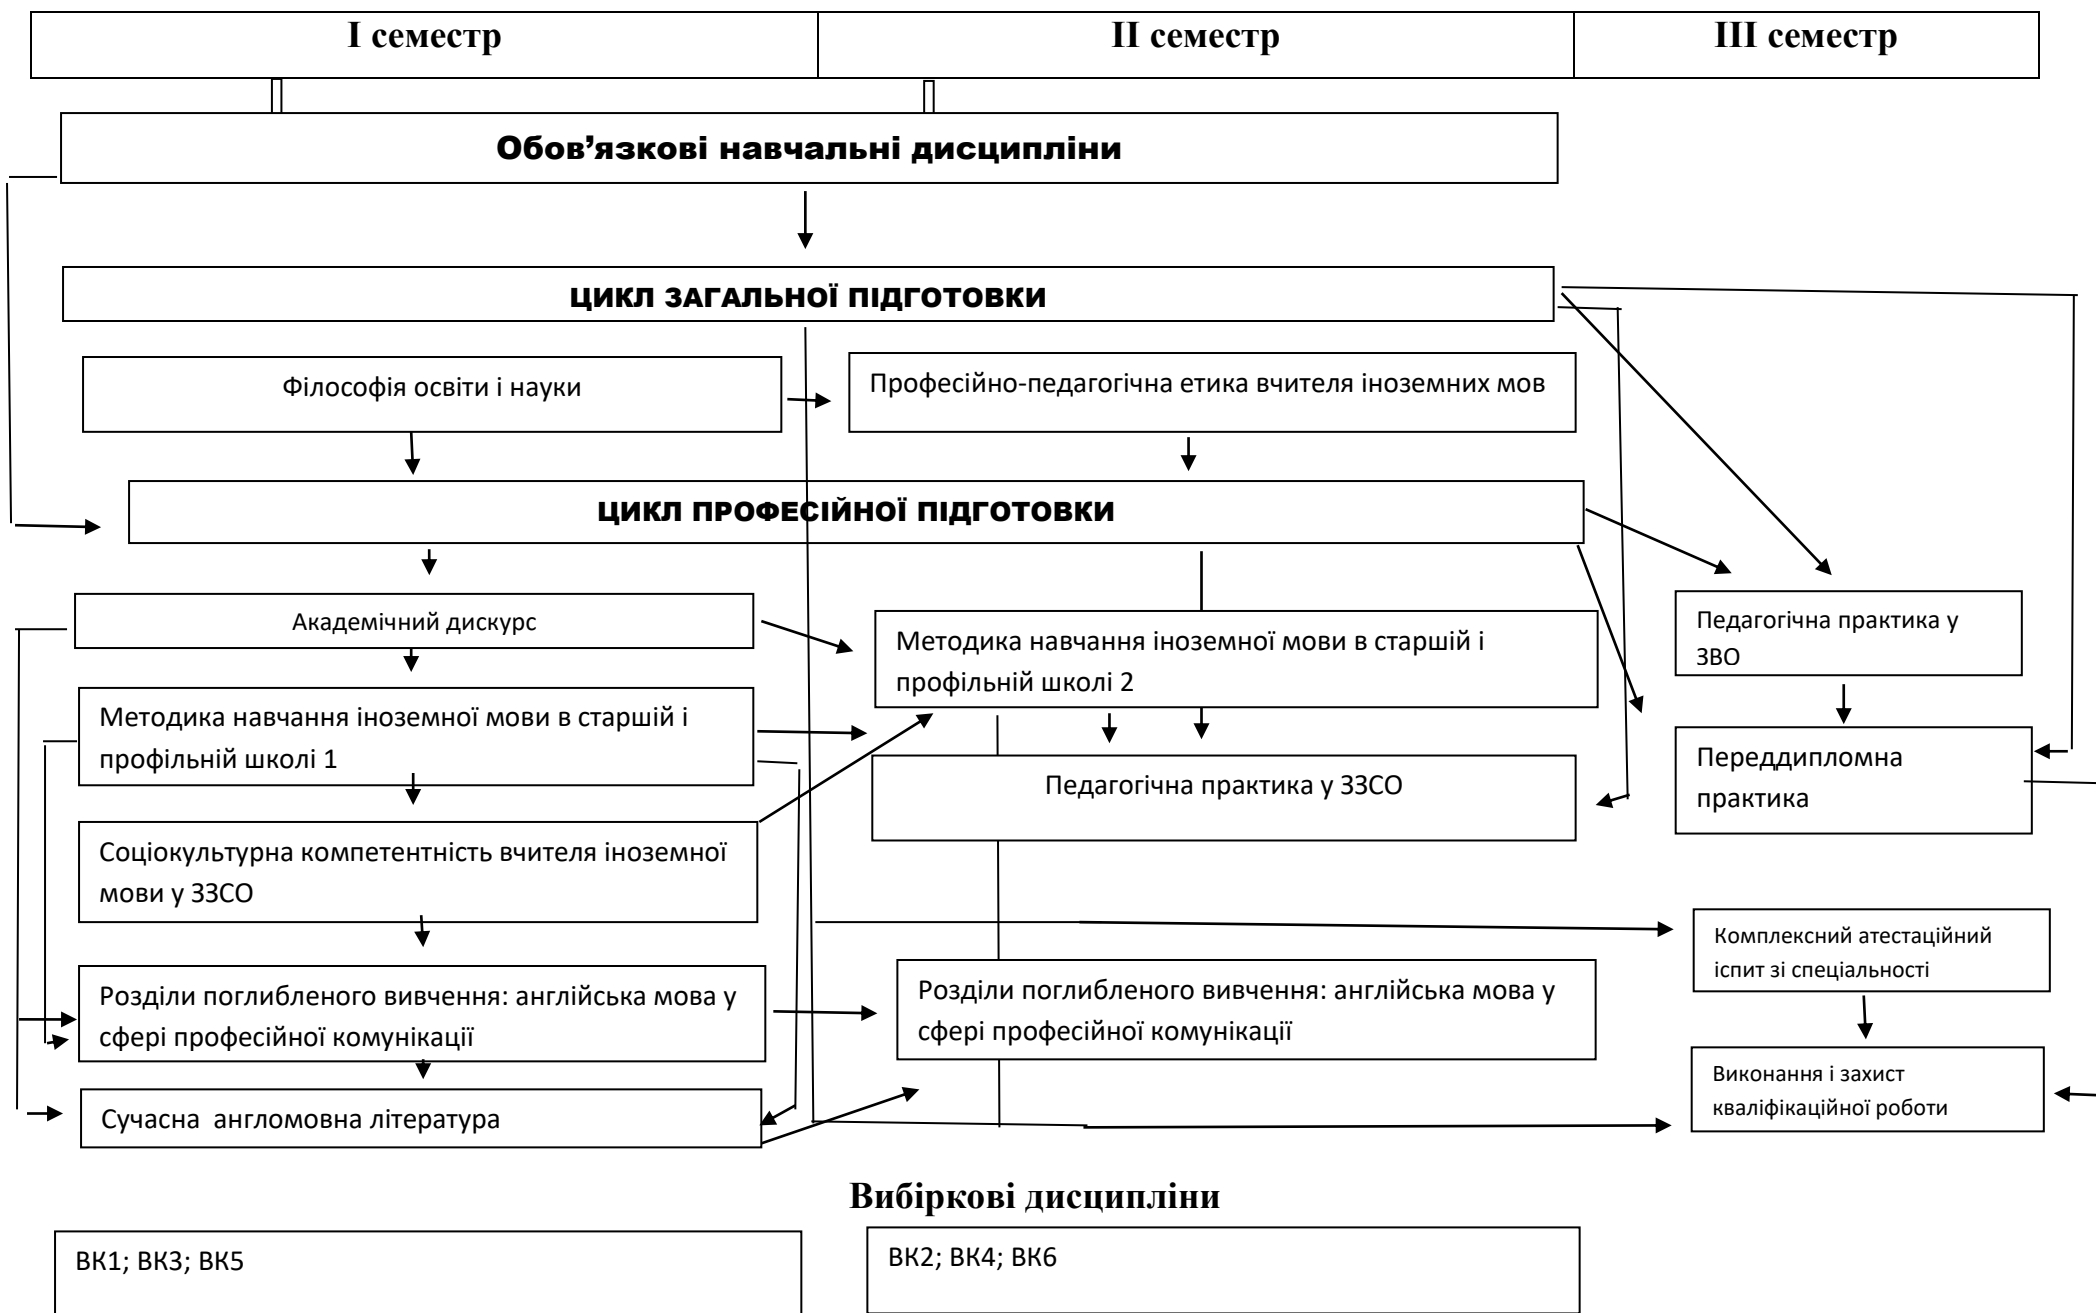 І семестр
ІІ семестр
ІІІ семестр
Обов’язкові навчальні дисципліни
ЦИКЛ ЗАГАЛЬНОЇ ПІДГОТОВКИ
Філософія освіти і науки
Професійно-педагогічна етика вчителя іноземних мов
ЦИКЛ ПРОФЕСІЙНОЇ ПІДГОТОВКИ
Академічний дискурс
Методика навчання іноземної мови в старшій і
профільній школі 2
Педагогічна практика у
ЗВО
Методика навчання іноземної мови в старшій і
профільній школі 1
Педагогічна практика у ЗЗСО
Переддипломна
практика
Соціокультурна компетентність вчителя іноземної
мови у ЗЗСО
Комплексний атестаційний
іспит зі спеціальності
Розділи поглибленого вивчення: англійська мова у
сфері професійної комунікації
Розділи поглибленого вивчення: англійська мова у
сфері професійної комунікації
Виконання і захист
кваліфікаційної роботи
Сучасна англомовна література
Вибіркові дисципліни
ВК1; ВК3; ВК5
ВК2; ВК4; ВК6